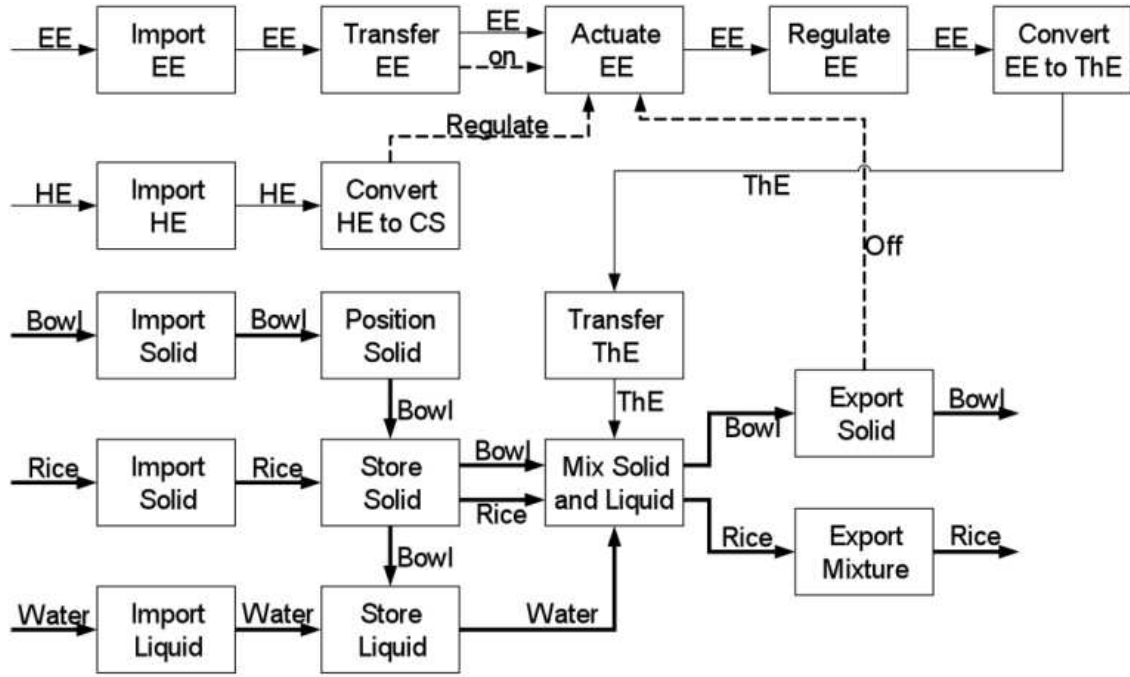 EE
Import
EE
EE
Transfer
EE
EE
on
Actuate
EE
EE
Regulate
EE
EE
Convert
EE to ThE
Regulate
HE
Import
HE
HE
Convert
HE to CS
ThE
Off
Bowl
Import
Solid
Bowl
Position
Solid
Transfer
ThE
Bowl
ThE
Bowl
Export
Solid
Bowl
Rice
Import
Solid
Rice
Store
Solid
Bowl
Rice
Mix Solid
and Liquid
Rice
Export
Mixture
Rice
Bowl
Water
Import
Liquid
Water
Store
Liquid
Water